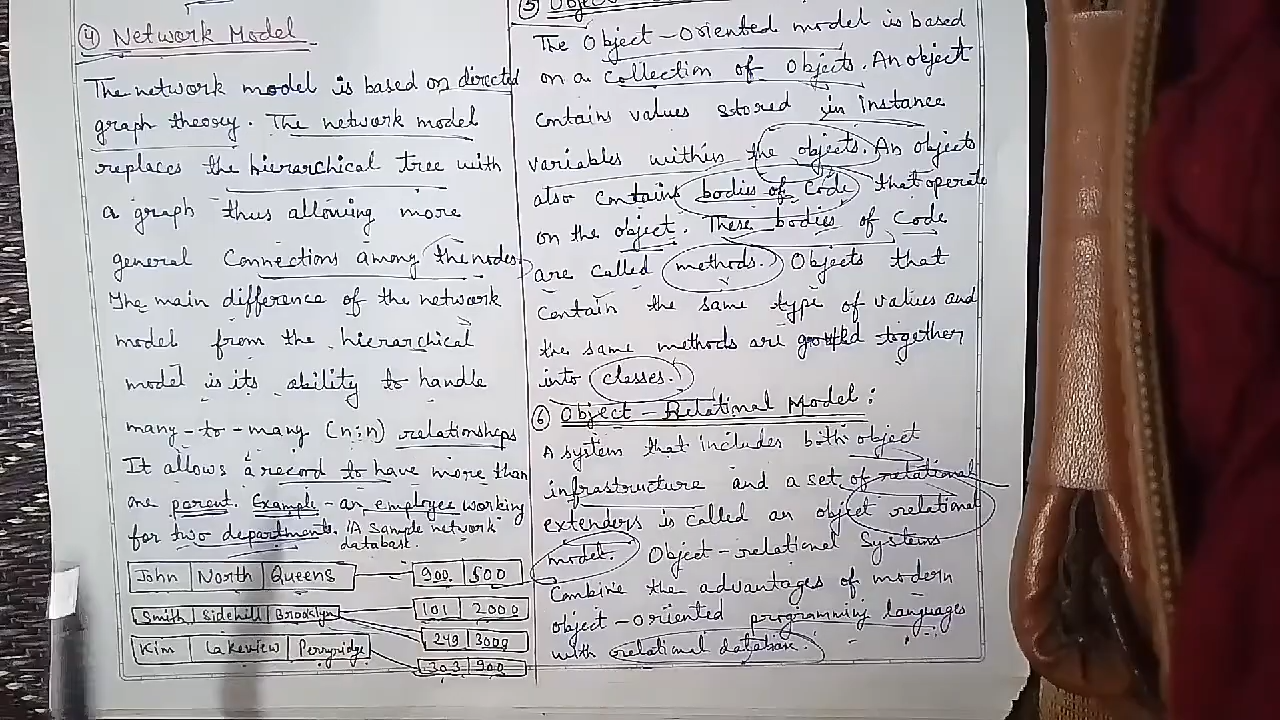 ④ Network Model
The network model is based on directed
graph theory. The network model
replaces the hierarchical tree with
a graph thus allowing more
general connections among the nodes.
The main difference of the network
model from the hierarchical
model is its ability to handle
many-to-many (n:n) relationships
It allows a record to have more than
one parent. Example - an employee working
for two departments. A Sample network
database.
John North Queens 900 500
Smith Sidehill Brooklyn 101 2000
249 3000
Kim Lakeview Perryridge 303 900
⑤ Object
The Object-Oriented model is based
on a collection of objects. An object
contains values stored in instance
variables within the objects. An objects
also contains bodies of Code that operate
on the object. These bodies of Code
are called methods. Objects that
Contain the same type of values and
the same methods are grouped together
into classes.
⑥ Object-Relational Model:
A system that includes both object
infrastructure and a set of relational
extenders is called an object relational
model. Object-relational Systems
Combine the advantages of modern
object-oriented programming languages
with relational